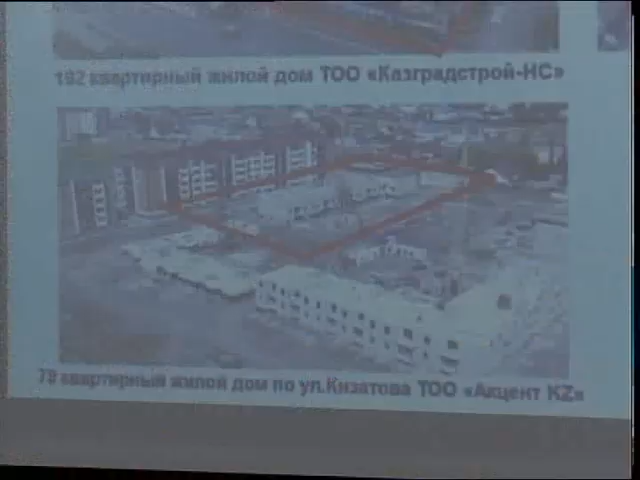 192 квартирный жилой дом ТОО «Казградстрой-НС»
79 квартирный жилой дом по ул.Кизатова ТОО «Акцент KZ»